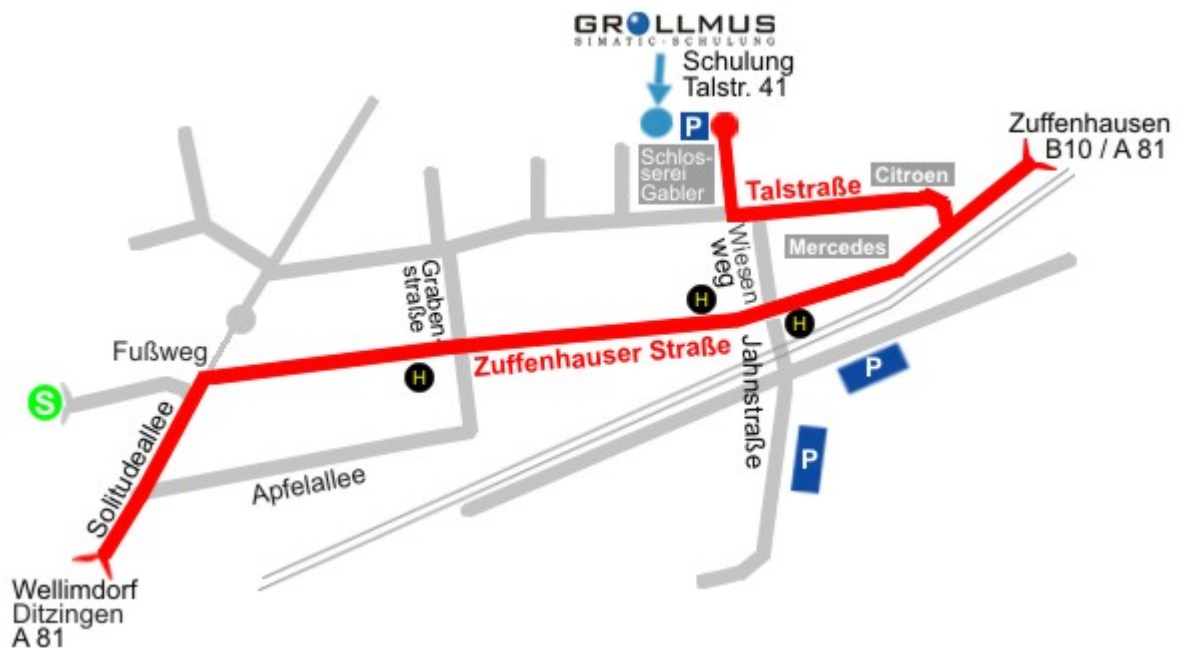 GROLLMUS
SIMATIC-SCHULUNG
Schulung
Talstr. 41
P
Zuffenhausen
B10 / A 81
Schlos-
serei
Gabler
Citroen
Talstraße
Mercedes
Wiesen
weg
Graben-
straße
H
H
H
Fußweg
Zuffenhauser Straße
Jahnstraße
P
S
P
Solitudeallee
Apfelallee
Wellimdorf
Ditzingen
A 81